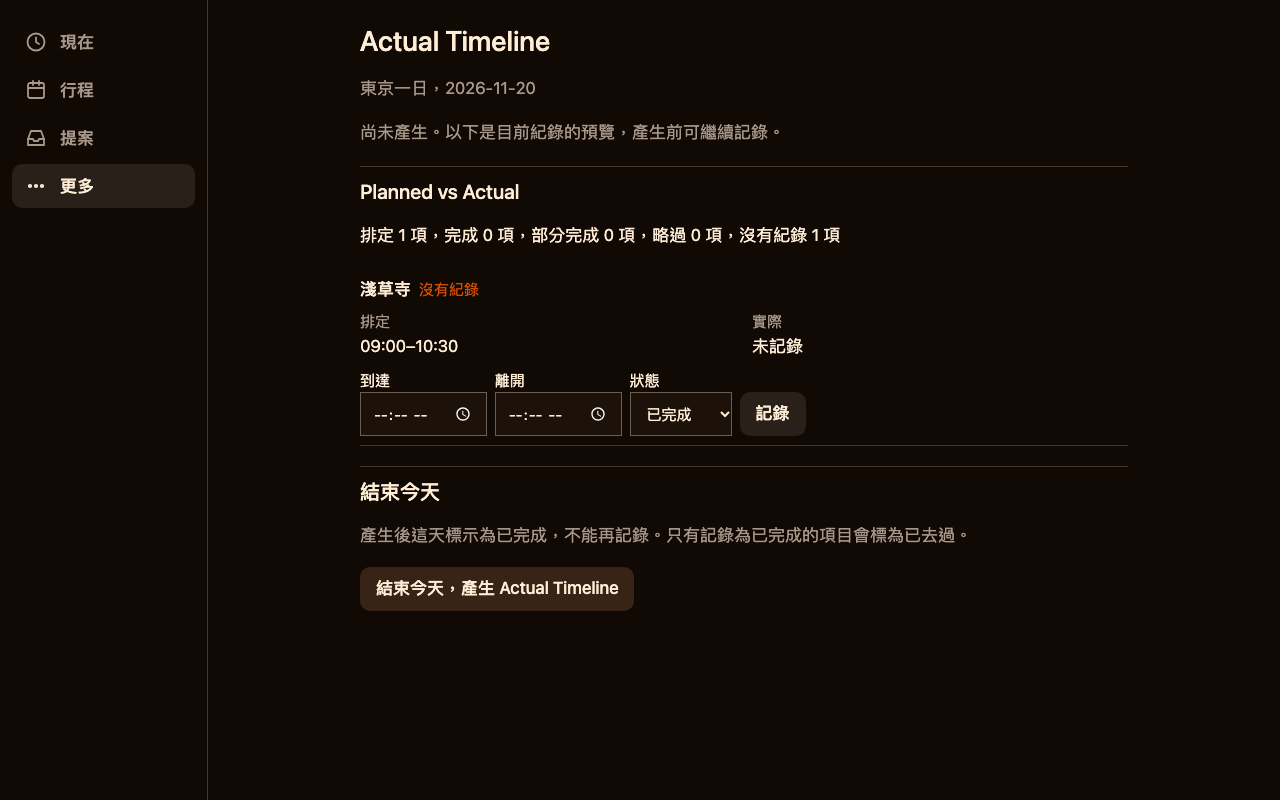 現在
行程
提案
更多
Actual Timeline
東京一日，2026-11-20
尚未產生。以下是目前紀錄的預覽，產生前可繼續記錄。
Planned vs Actual
排定 1 項，完成 0 項，部分完成 0 項，略過 0 項，沒有紀錄 1 項
淺草寺 沒有紀錄
排定 實際
09:00–10:30 未記錄
到達 離開 狀態
--:-- -- --:-- -- 已完成 記錄
結束今天
產生後這天標示為已完成，不能再記錄。只有記錄為已完成的項目會標為已去過。
結束今天，產生 Actual Timeline